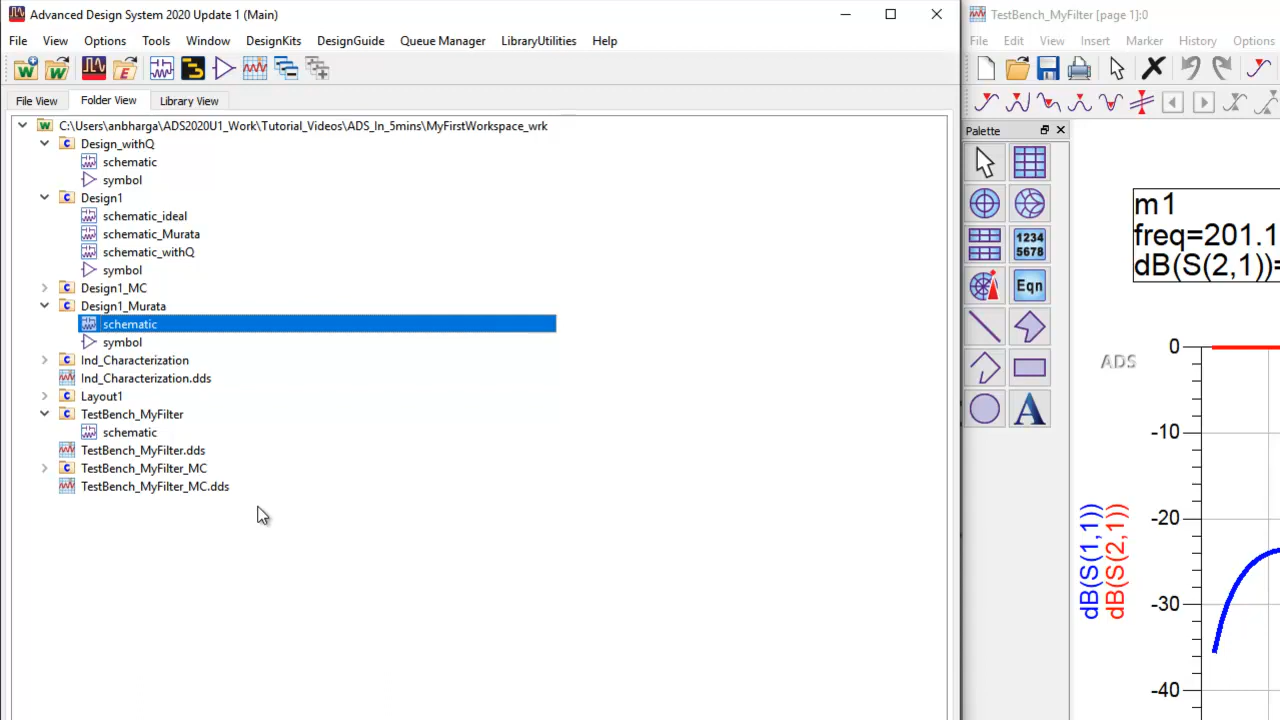 Advanced Design System 2020 Update 1 (Main)
File View Options Tools Window DesignKits DesignGuide Queue Manager LibraryUtilities Help
File View Folder View Library View
C:\Users\anbharga\ADS2020U1_Work\Tutorial_Videos\ADS_In_5mins\MyFirstWorkspace_wrk
Design_withQ
schematic
symbol
Design1
schematic_ideal
schematic_Murata
schematic_withQ
symbol
Design1_MC
Design1_Murata
schematic
symbol
Ind_Characterization
Ind_Characterization.dds
Layout1
TestBench_MyFilter
schematic
TestBench_MyFilter.dds
TestBench_MyFilter_MC
TestBench_MyFilter_MC.dds
TestBench_MyFilter [page 1]:0
File Edit View Insert Marker History Options
Palette
1234
5678
Eqn
A
m1
freq=201.1
dB(S(2,1))=
ADS
0
-10
-20
-30
-40
dB(S(1,1))
dB(S(2,1))